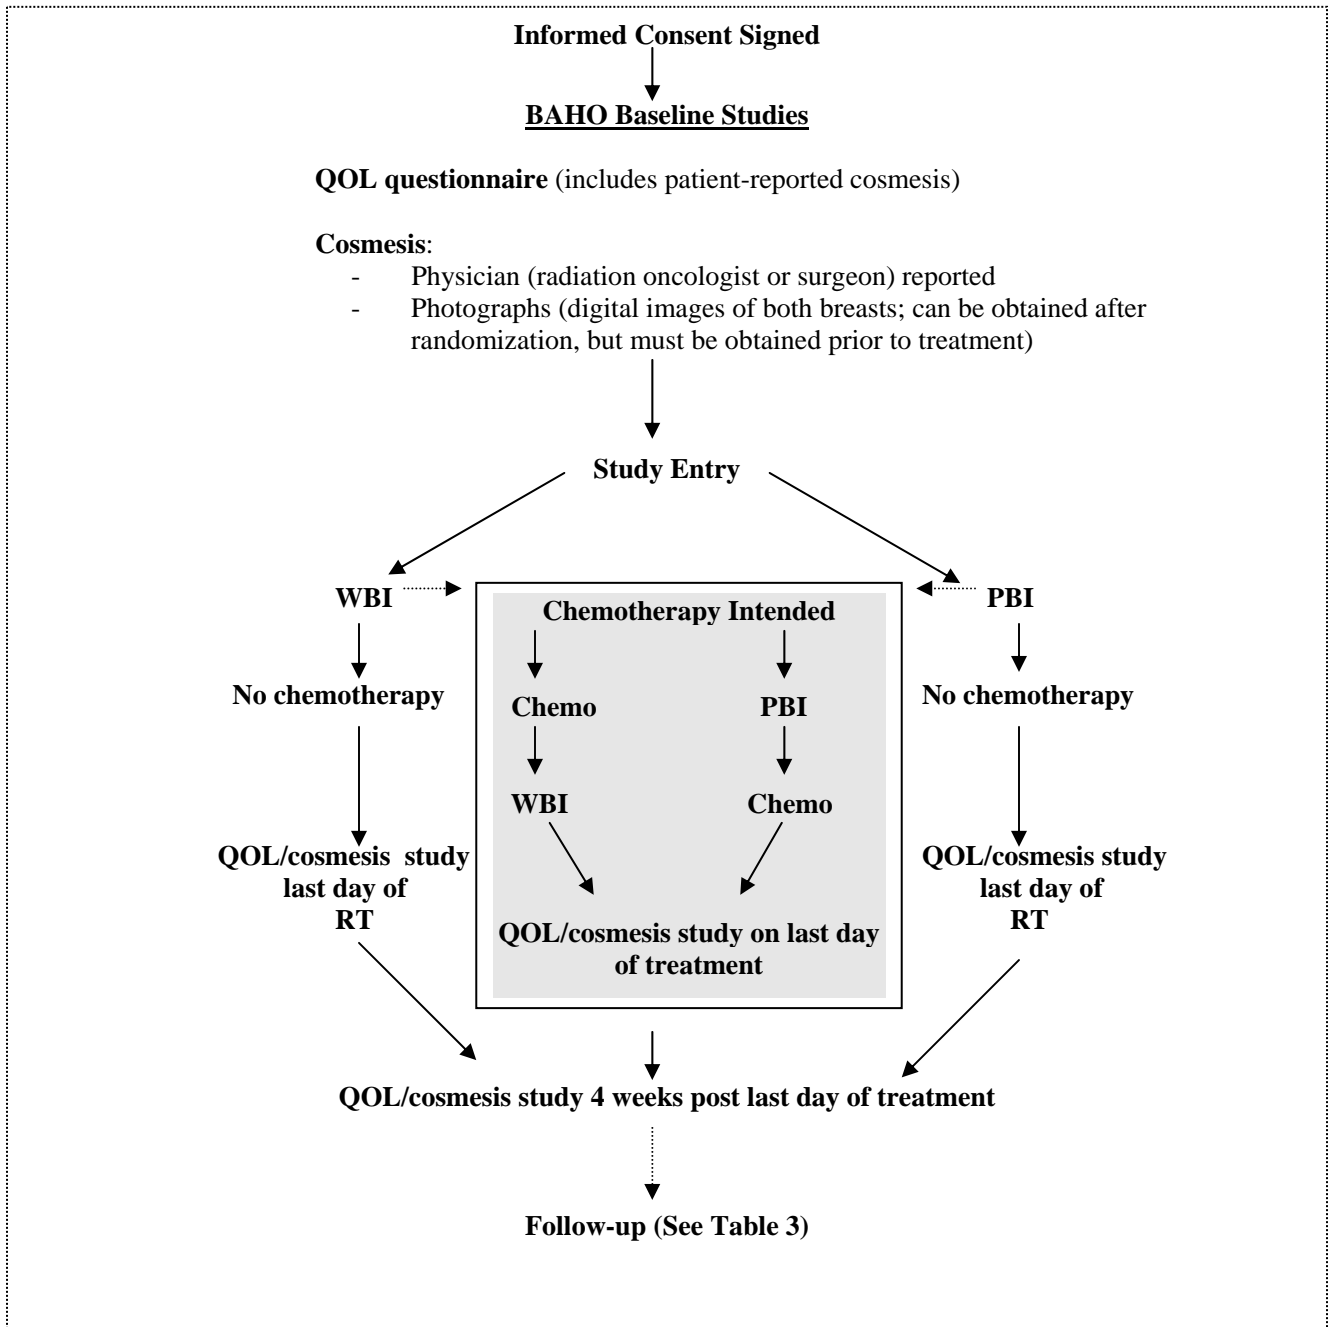 Informed Consent Signed
BAHO Baseline Studies
QOL questionnaire (includes patient-reported cosmesis)
Cosmesis:
- Physician (radiation oncologist or surgeon) reported
- Photographs (digital images of both breasts; can be obtained after
randomization, but must be obtained prior to treatment)
Study Entry
WBI
PBI
Chemotherapy Intended
No chemotherapy
Chemo
PBI
No chemotherapy
WBI
Chemo
QOL/cosmesis study
last day of
RT
QOL/cosmesis study on last day
of treatment
QOL/cosmesis study
last day of
RT
QOL/cosmesis study 4 weeks post last day of treatment
Follow-up (See Table 3)